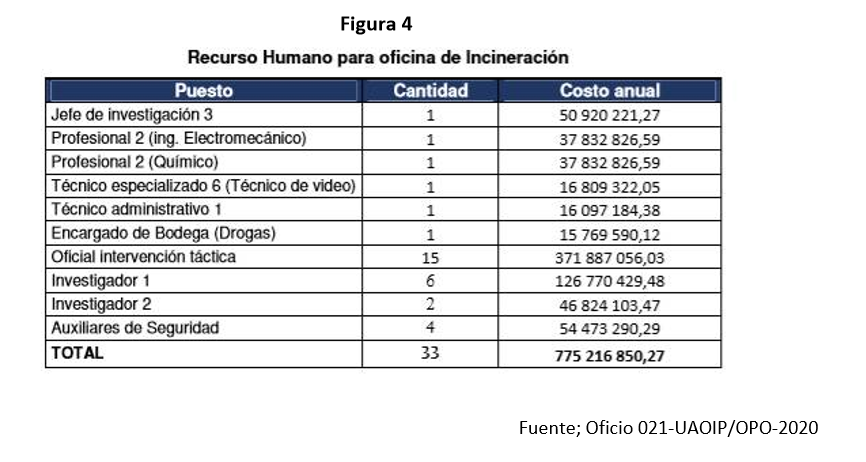 Figura 4
Recurso Humano para oficina de Incineración
Puesto Cantidad Costo anual
Jefe de investigación 3 1 50 920 221,27
Profesional 2 (ing. Electromecánico) 1 37 832 826,59
Profesional 2 (Químico) 1 37 832 826,59
Técnico especializado 6 (Técnico de video) 1 16 809 322,05
Técnico administrativo 1 1 16 097 184,38
Encargado de Bodega (Drogas) 1 15 769 590,12
Oficial intervención táctica 15 371 887 056,03
Investigador 1 6 126 770 429,48
Investigador 2 2 46 824 103,47
Auxiliares de Seguridad 4 54 473 290,29
TOTAL 33 775 216 850,27
Fuente; Oficio 021-UAOIP/OPO-2020